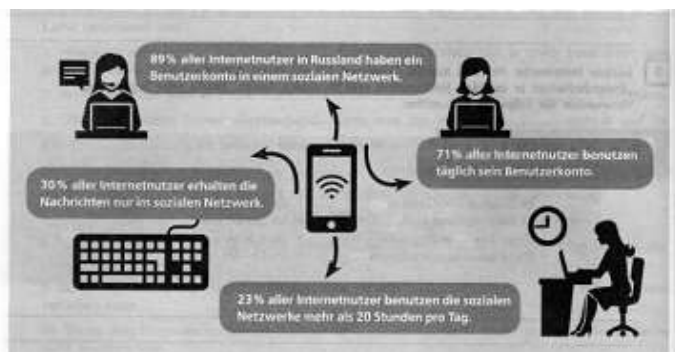 89% aller Internetnutzer in Russland haben ein
Benutzerkonto in einem sozialen Netzwerk.
71% aller Internetnutzer benutzen
täglich sein Benutzerkonto.
30% aller Internetnutzer erhalten die
Nachrichten nur im sozialen Netzwerk.
23% aller Internetnutzer benutzen die sozialen
Netzwerke mehr als 20 Stunden pro Tag.